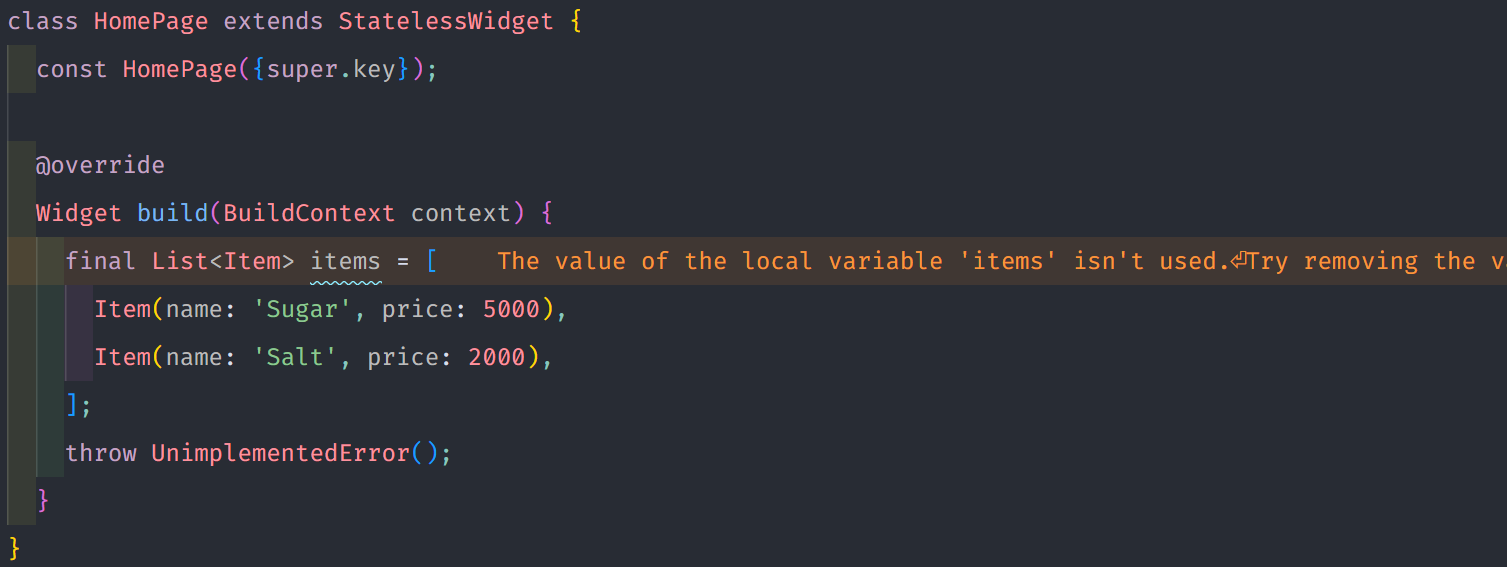 class HomePage extends StatelessWidget {
const HomePage({super.key});
@override
Widget build(BuildContext context) {
final List<Item> items = [ The value of the local variable 'items' isn't used.⏎Try removing the
Item(name: 'Sugar', price: 5000),
Item(name: 'Salt', price: 2000),
];
throw UnimplementedError();
}
}